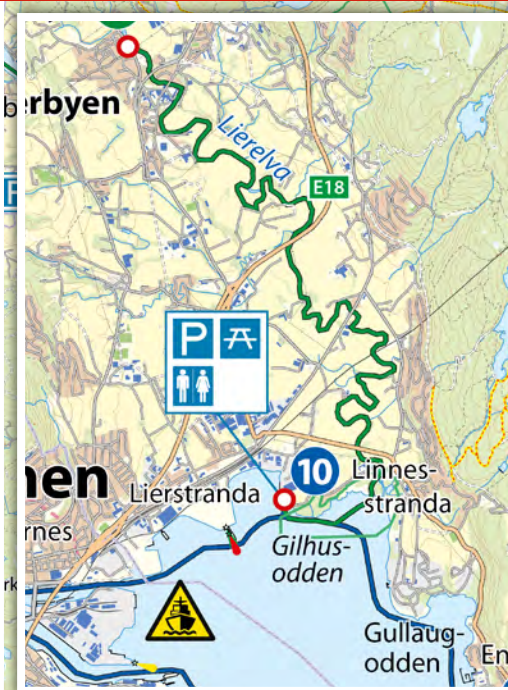 erbyen
Lierelva
E18
P
10
nen
Lierstranda
Linnes-
stranda
rnes
Gilhus-
odden
Gullaug-
odden
En